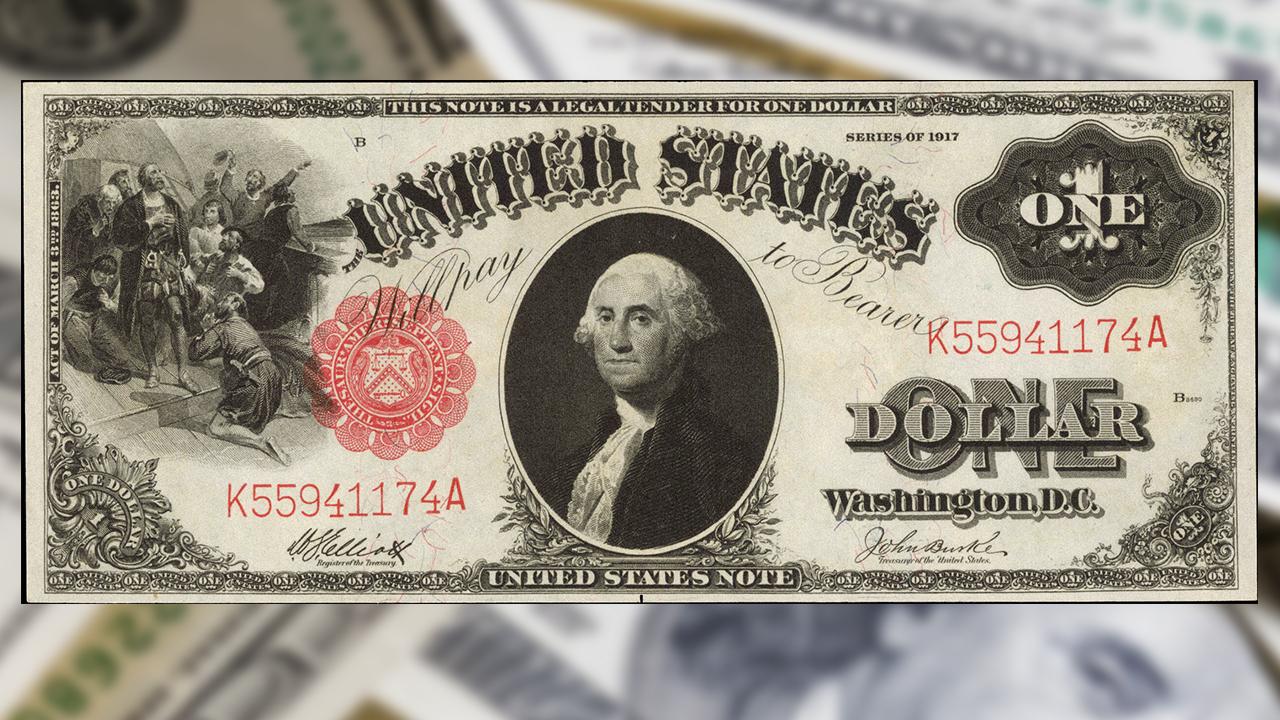 THIS NOTE IS A LEGAL TENDER FOR ONE DOLLAR
B
SERIES OF 1917
THE UNITED STATES
Will pay to Bearer
ONE
ACT OF MARCH 3RD 1863.
K55941174A
ONE
DOLLAR
B
Washington, D.C.
ONE DOLLAR
K55941174A
W S Elliott
Register of the Treasury.
John Burke
Treasurer of the United States.
ONE
UNITED STATES NOTE